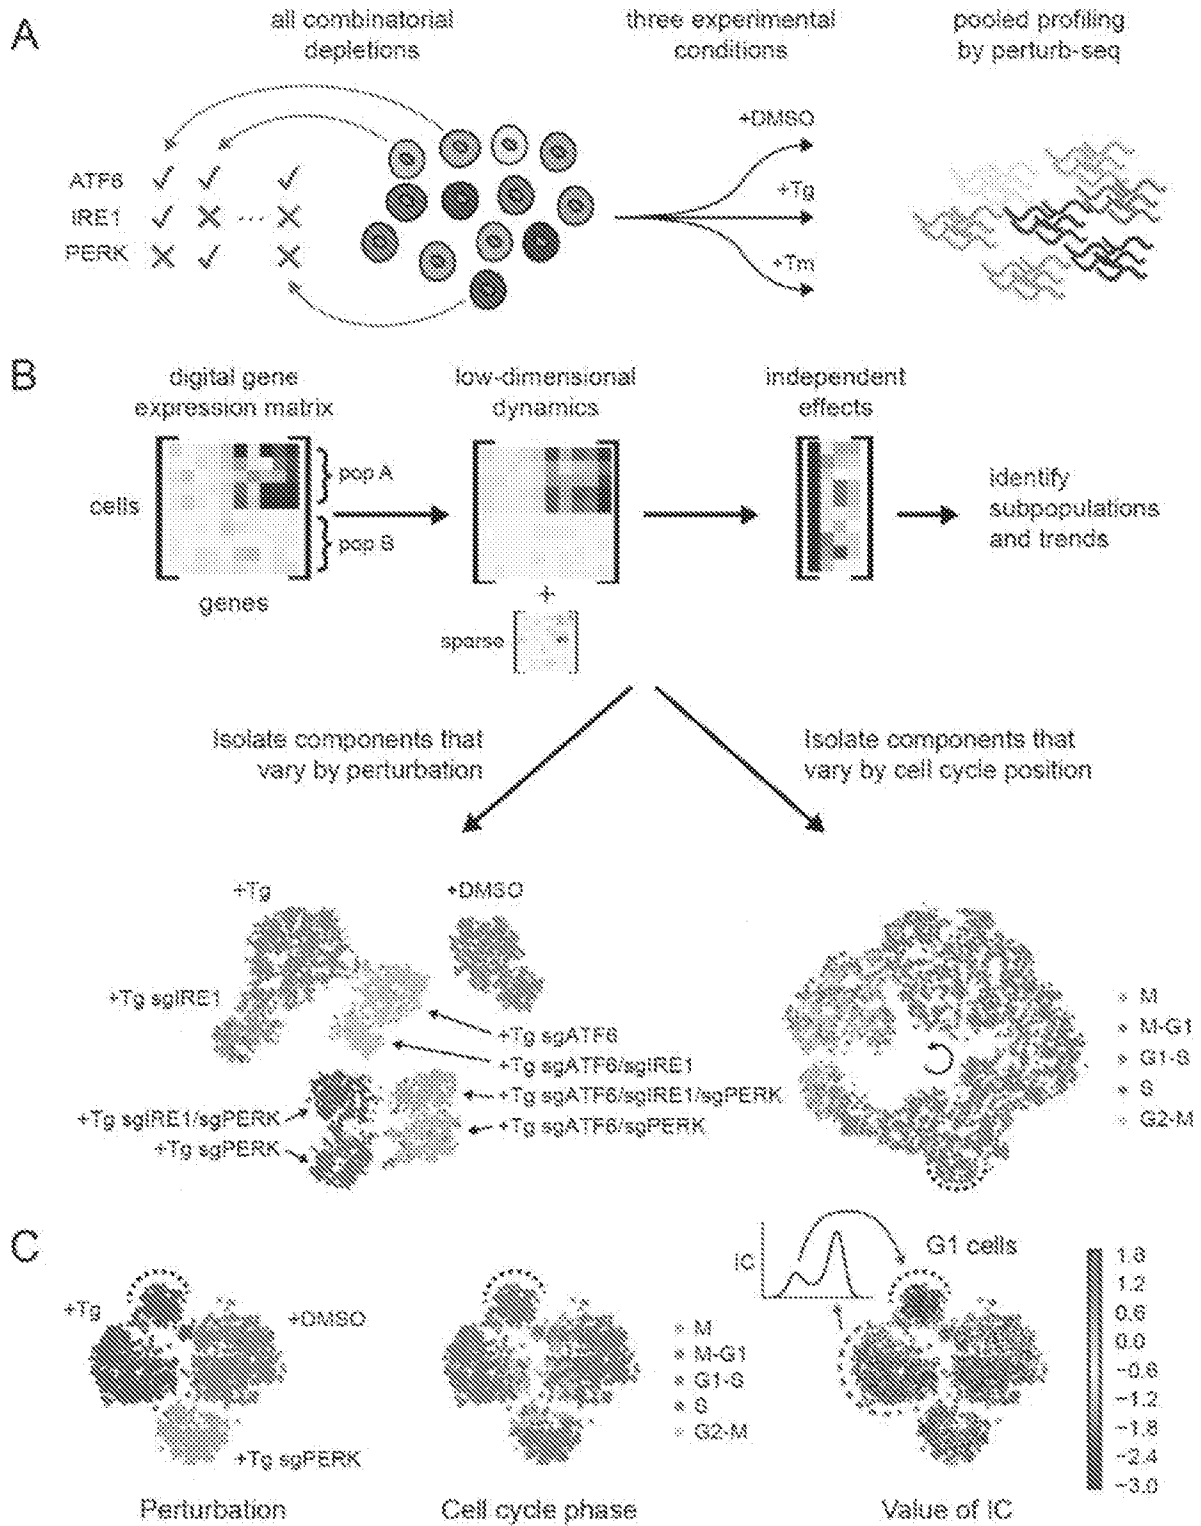 A
all combinatorial
depletions
three experimental
conditions
pooled profiling
by perturb-seq
ATF6
IRE1
PERK
...
+DMSO
+Tg
+Tm
B
digital gene
expression matrix
low-dimensional
dynamics
independent
effects
cells
pop A
pop B
genes
+
sparse
identify
subpopulations
and trends
Isolate components that
vary by perturbation
Isolate components that
vary by cell cycle position
+Tg
+DMSO
+Tg sgIRE1
+Tg sgATF6
+Tg sgATF6/sgIRE1
+Tg sgATF6/sgIRE1/sgPERK
+Tg sgATF6/sgPERK
+Tg sgIRE1/sgPERK
+Tg sgPERK
M
M-G1
G1-S
S
G2-M
C
+Tg
+DMSO
+Tg sgPERK
Perturbation
M
M-G1
G1-S
S
G2-M
Cell cycle phase
IC
G1 cells
1.8
1.2
0.6
0.0
−0.6
−1.2
−1.8
−2.4
−3.0
Value of IC